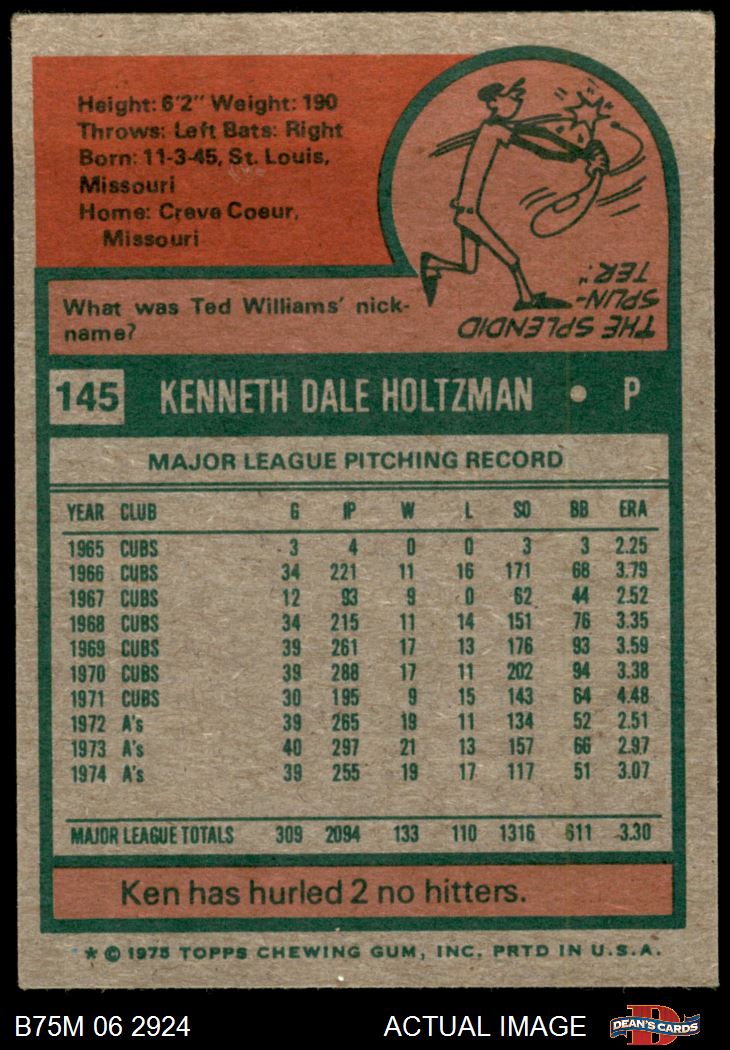 Height: 6'2" Weight: 190
Throws: Left Bats: Right
Born: 11-3-45, St. Louis,
Missouri
Home: Creve Coeur,
Missouri
What was Ted Williams' nick-
name?
THE SPLENDID
SPLIN-
TER."
145 KENNETH DALE HOLTZMAN • P
MAJOR LEAGUE PITCHING RECORD
YEAR CLUB G IP W L SO BB ERA
1965 CUBS 3 4 0 0 3 3 2.25
1966 CUBS 34 221 11 16 171 68 3.79
1967 CUBS 12 93 9 0 62 44 2.52
1968 CUBS 34 215 11 14 151 76 3.35
1969 CUBS 39 261 17 13 176 93 3.59
1970 CUBS 39 288 17 11 202 94 3.38
1971 CUBS 30 195 9 15 143 64 4.48
1972 A's 39 265 19 11 134 52 2.51
1973 A's 40 297 21 13 157 66 2.97
1974 A's 39 255 19 17 117 51 3.07
MAJOR LEAGUE TOTALS 309 2094 133 110 1316 611 3.30
Ken has hurled 2 no hitters.
* © 1975 TOPPS CHEWING GUM, INC. PRTD IN U.S.A.
B75M 06 2924 ACTUAL IMAGE D DEAN'S CARDS